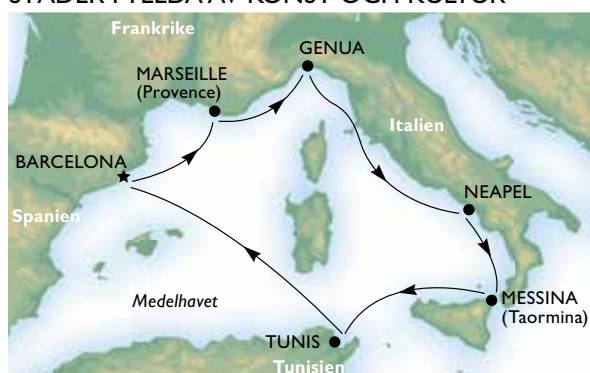 Frankrike
GENUA
MARSEILLE
(Provence)
Italien
BARCELONA
NEAPEL
Spanien
MESSINA
(Taormina)
Medelhavet
TUNIS
Tunisien